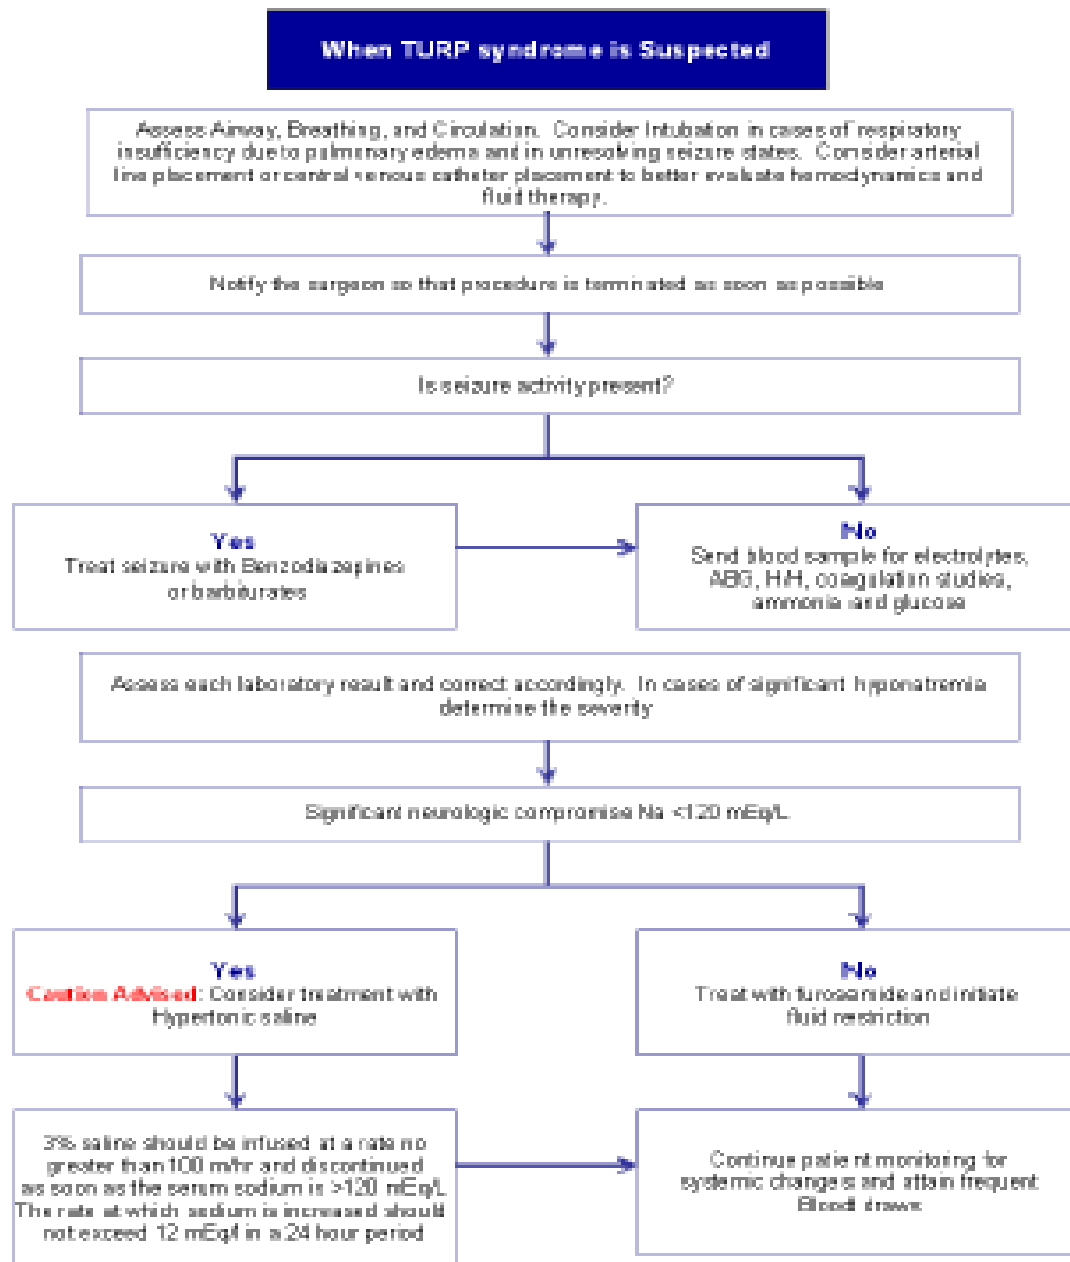 When TURP syndrome is Suspected
Assess Airway, Breathing, and Circulation. Consider Intubation in cases of respiratory
insufficiency due to pulmonary edema and in unresolving seizure states. Consider arterial
line placement or central venous catheter placement to better evaluate hemodynamics and
fluid therapy.
Notify the surgeon so that procedure is terminated as soon as possible
Is seizure activity present?
Yes
Treat seizure with Benzodiazepines
or barbiturates
No
Send blood sample for electrolytes,
ABG, H/H, coagulation studies,
ammonia and glucose
Assess each laboratory result and correct accordingly. In cases of significant hyponatremia
determine the severity
Significant neurologic compromise Na <120 mEq/L
Yes
Caution Advised: Consider treatment with
Hypertonic saline
No
Treat with furosemide and initiate
fluid restriction
3% saline should be infused at a rate no
greater than 100 m/hr and discontinued
as soon as the serum sodium is >120 mEq/L
The rate at which sodium is increased should
not exceed 12 mEq/l in a 24 hour period
Continue patient monitoring for
systemic changes and attain frequent
Blood draws